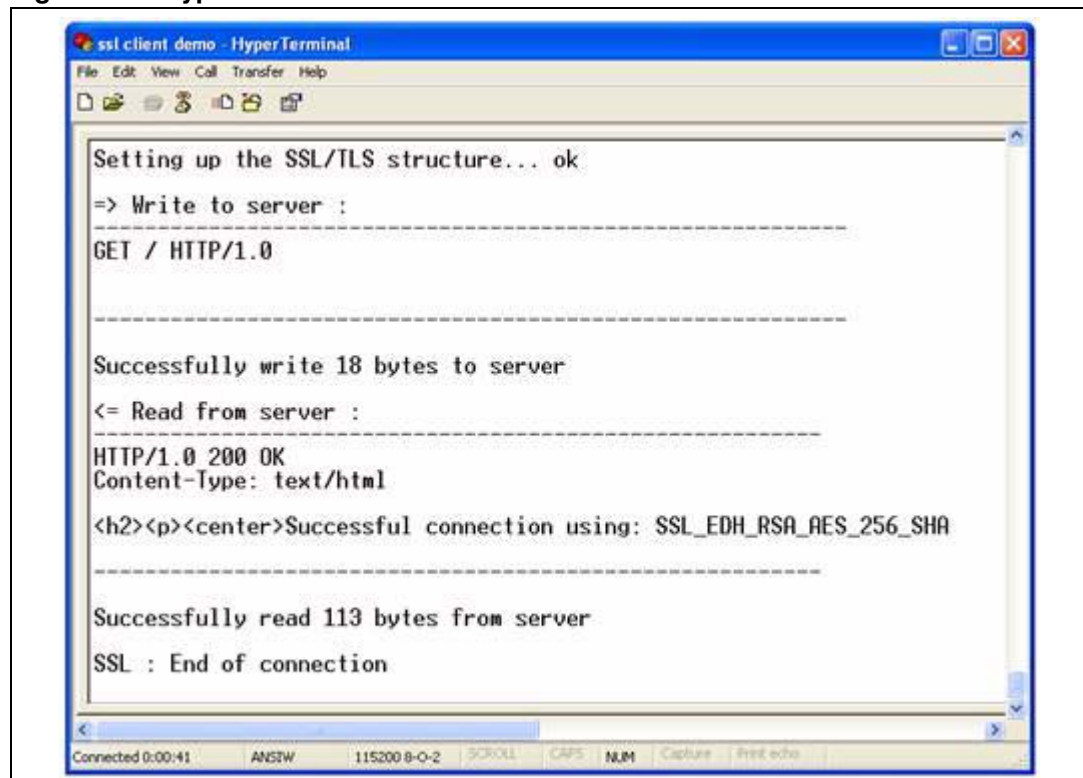 ssl client demo - HyperTerminal
File Edit View Call Transfer Help
Setting up the SSL/TLS structure... ok
=> Write to server :
-----------------------------------------------------------
GET / HTTP/1.0
-----------------------------------------------------------
Successfully write 18 bytes to server
<= Read from server :
---------------------------------------------------------
HTTP/1.0 200 OK
Content-Type: text/html
<h2><p><center>Successful connection using: SSL_EDH_RSA_AES_256_SHA
---------------------------------------------------------
Successfully read 113 bytes from server
SSL : End of connection
Connected 0:00:41 ANSIW 115200 8-O-2 SCROLL CAPS NUM Capture Print echo